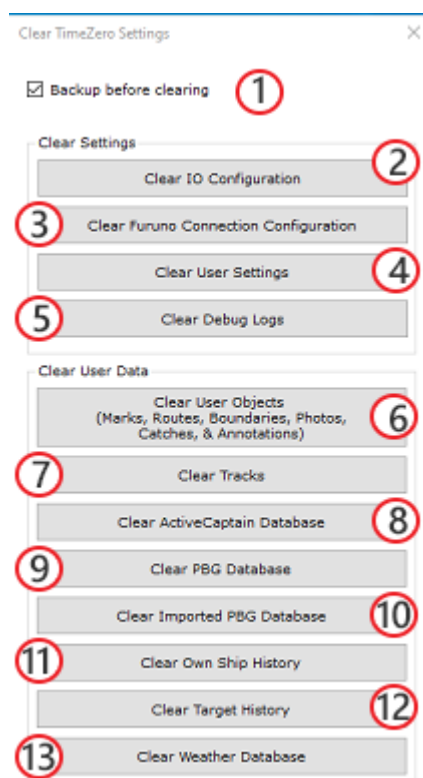 Clear TimeZero Settings
Backup before clearing 1
Clear Settings
2
Clear IO Configuration
3 Clear Furuno Connection Configuration
Clear User Settings 4
5 Clear Debug Logs
Clear User Data
Clear User Objects
(Marks, Routes, Boundaries, Photos, 6
Catches, & Annotations)
7 Clear Tracks
Clear ActiveCaptain Database 8
9 Clear PBG Database
Clear Imported PBG Database 10
11 Clear Own Ship History
Clear Target History 12
13 Clear Weather Database